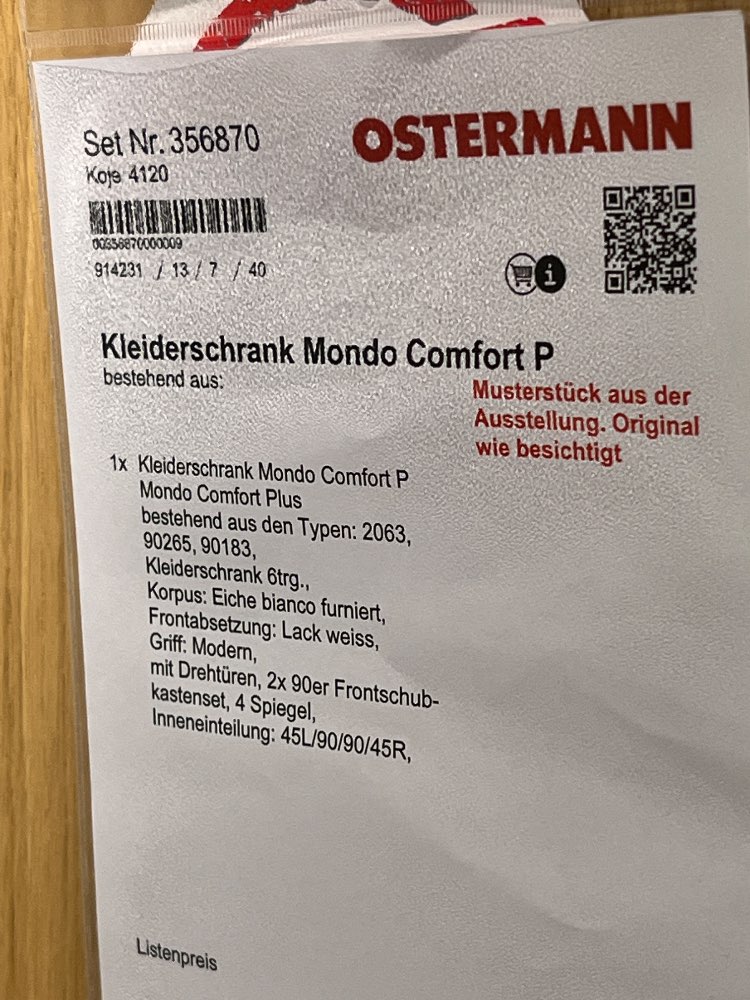 Set Nr. 356870
OSTERMANN
Koje 4120
00356870000009
914231 / 13 / 7 / 40
i
Kleiderschrank Mondo Comfort P
bestehend aus:
Musterstück aus der
Ausstellung. Original
wie besichtigt
1x Kleiderschrank Mondo Comfort P
Mondo Comfort Plus
bestehend aus den Typen: 2063,
90265, 90183,
Kleiderschrank 6trg.,
Korpus: Eiche bianco furniert,
Frontabsetzung: Lack weiss,
Griff: Modern,
mit Drehtüren, 2x 90er Frontschub-
kastenset, 4 Spiegel,
Inneneinteilung: 45L/90/90/45R,
Listenpreis